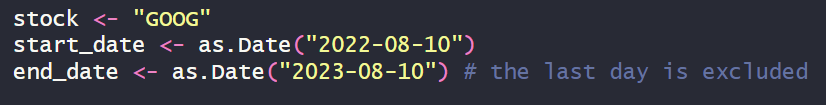 stock <- "GOOG"
start_date <- as.Date("2022-08-10")
end_date <- as.Date("2023-08-10") # the last day is excluded